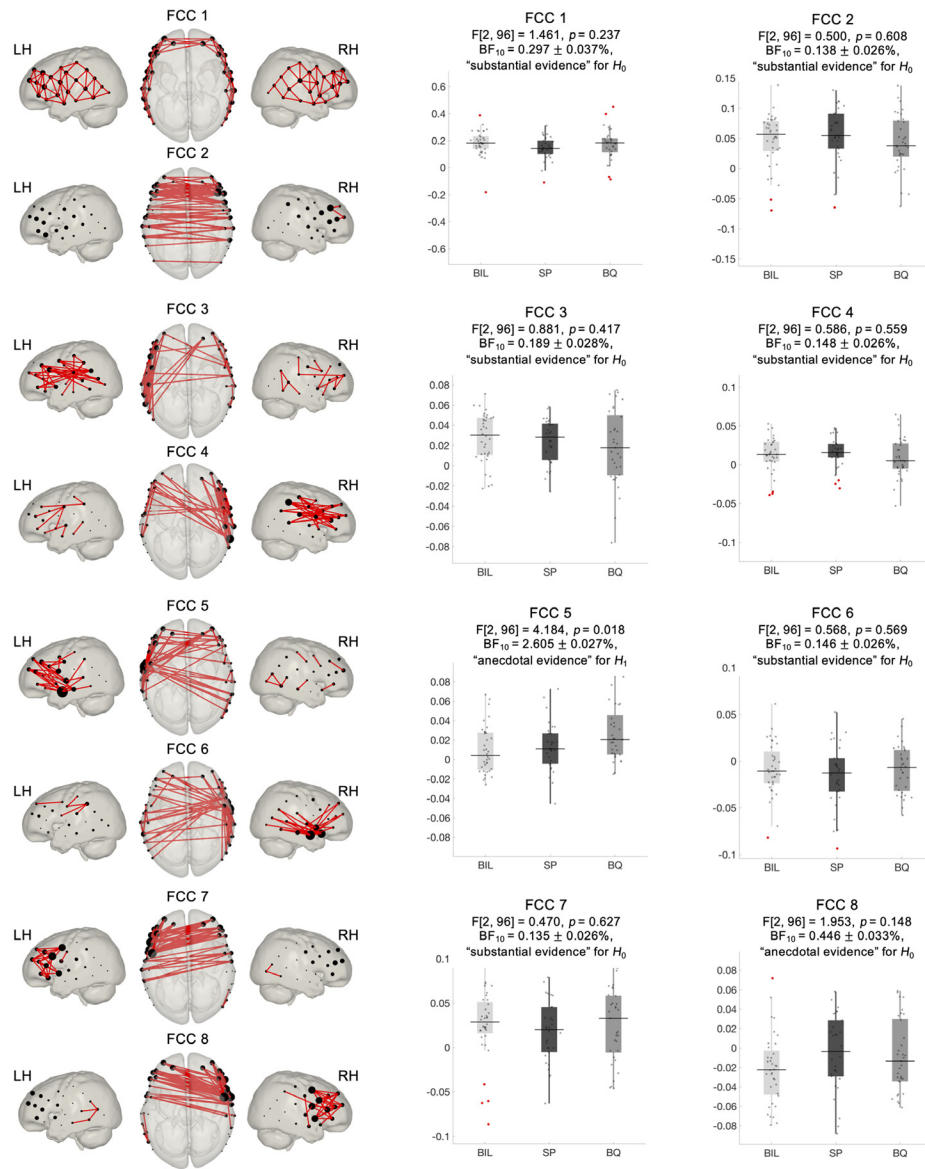 FCC 1
LH
RH
FCC 2
LH
RH
FCC 3
LH
RH
FCC 4
LH
RH
FCC 5
LH
RH
FCC 6
LH
RH
FCC 7
LH
RH
FCC 8
LH
RH
FCC 1
F[2, 96] = 1.461, p = 0.237
BF₁₀ = 0.297 ± 0.037%,
“substantial evidence” for H₀
0.6
0.4
0.2
0
-0.2
-0.4
-0.6
BIL SP BQ
FCC 2
F[2, 96] = 0.500, p = 0.608
BF₁₀ = 0.138 ± 0.026%,
“substantial evidence” for H₀
0.15
0.1
0.05
0
-0.05
-0.1
-0.15
BIL SP BQ
FCC 3
F[2, 96] = 0.881, p = 0.417
BF₁₀ = 0.189 ± 0.028%,
“substantial evidence” for H₀
0.08
0.06
0.04
0.02
0
-0.02
-0.04
-0.06
-0.08
BIL SP BQ
FCC 4
F[2, 96] = 0.586, p = 0.559
BF₁₀ = 0.148 ± 0.026%,
“substantial evidence” for H₀
0.1
0.05
0
-0.05
-0.1
BIL SP BQ
FCC 5
F[2, 96] = 4.184, p = 0.018
BF₁₀ = 2.605 ± 0.027%,
“anecdotal evidence” for H₁
0.08
0.06
0.04
0.02
0
-0.02
-0.04
-0.06
-0.08
BIL SP BQ
FCC 6
F[2, 96] = 0.568, p = 0.569
BF₁₀ = 0.146 ± 0.026%,
“substantial evidence” for H₀
0.1
0.05
0
-0.05
-0.1
BIL SP BQ
FCC 7
F[2, 96] = 0.470, p = 0.627
BF₁₀ = 0.135 ± 0.026%,
“substantial evidence” for H₀
0.1
0.05
0
-0.05
-0.1
BIL SP BQ
FCC 8
F[2, 96] = 1.953, p = 0.148
BF₁₀ = 0.446 ± 0.033%,
“anecdotal evidence” for H₀
0.08
0.06
0.04
0.02
0
-0.02
-0.04
-0.06
-0.08
BIL SP BQ